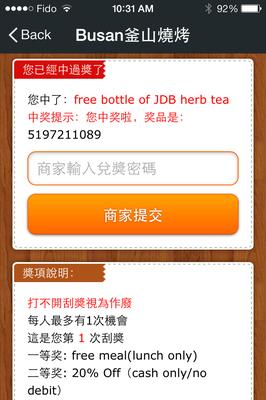 Fido 10:31 AM 92%
Back Busan釜山燒烤
您已經中過獎了
您中了：free bottle of JDB herb tea
中奖提示：您中奖啦，奖品是：
5197211089
商家輸入兌獎密碼
商家提交
獎項說明：
打不開刮獎視為作廢
每人最多有1次機會
這是您第 1 次刮獎
一等獎: free meal(lunch only)
二等獎: 20% Off（cash only/no
debit）